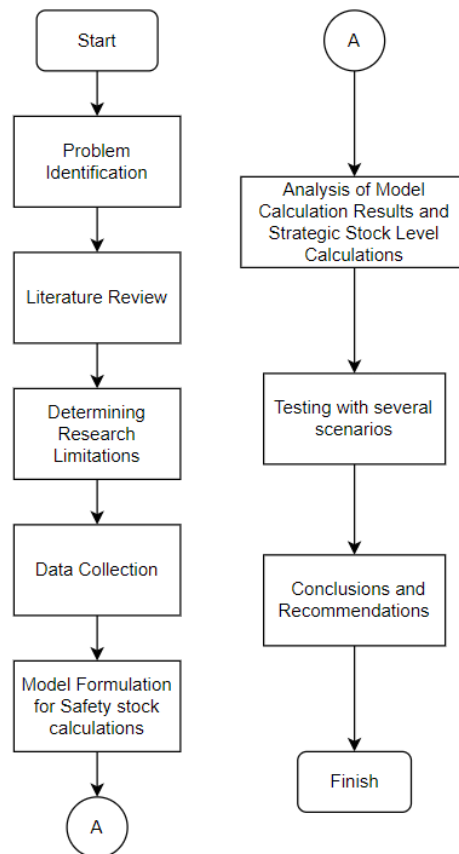 Start
Problem
Identification
Literature Review
Determining
Research
Limitations
Data Collection
Model Formulation
for Safety stock
calculations
A
A
Analysis of Model
Calculation Results and
Strategic Stock Level
Calculations
Testing with several
scenarios
Conclusions and
Recommendations
Finish